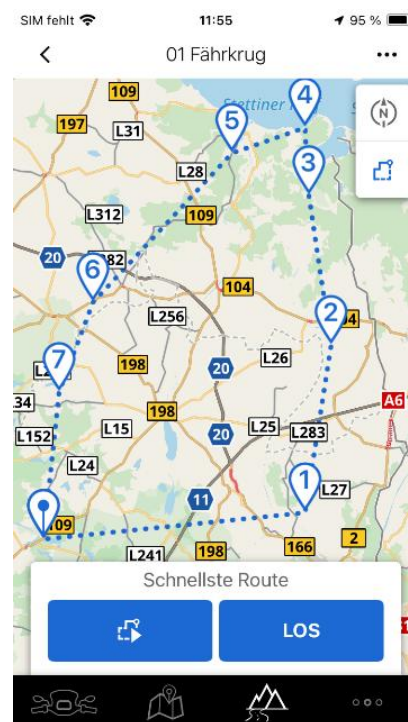 SIM fehlt 11:55 95 %
01 Fährkrug
109
Stettiner
4
197
L31
5
N
L28
3
L312
109
20
6
104
L256
2
198
7
L26
20
34
198
A6
L152
L15
20
L25
L283
L24
11
1
L27
109
L241
198
166
2
Schnellste Route
LOS